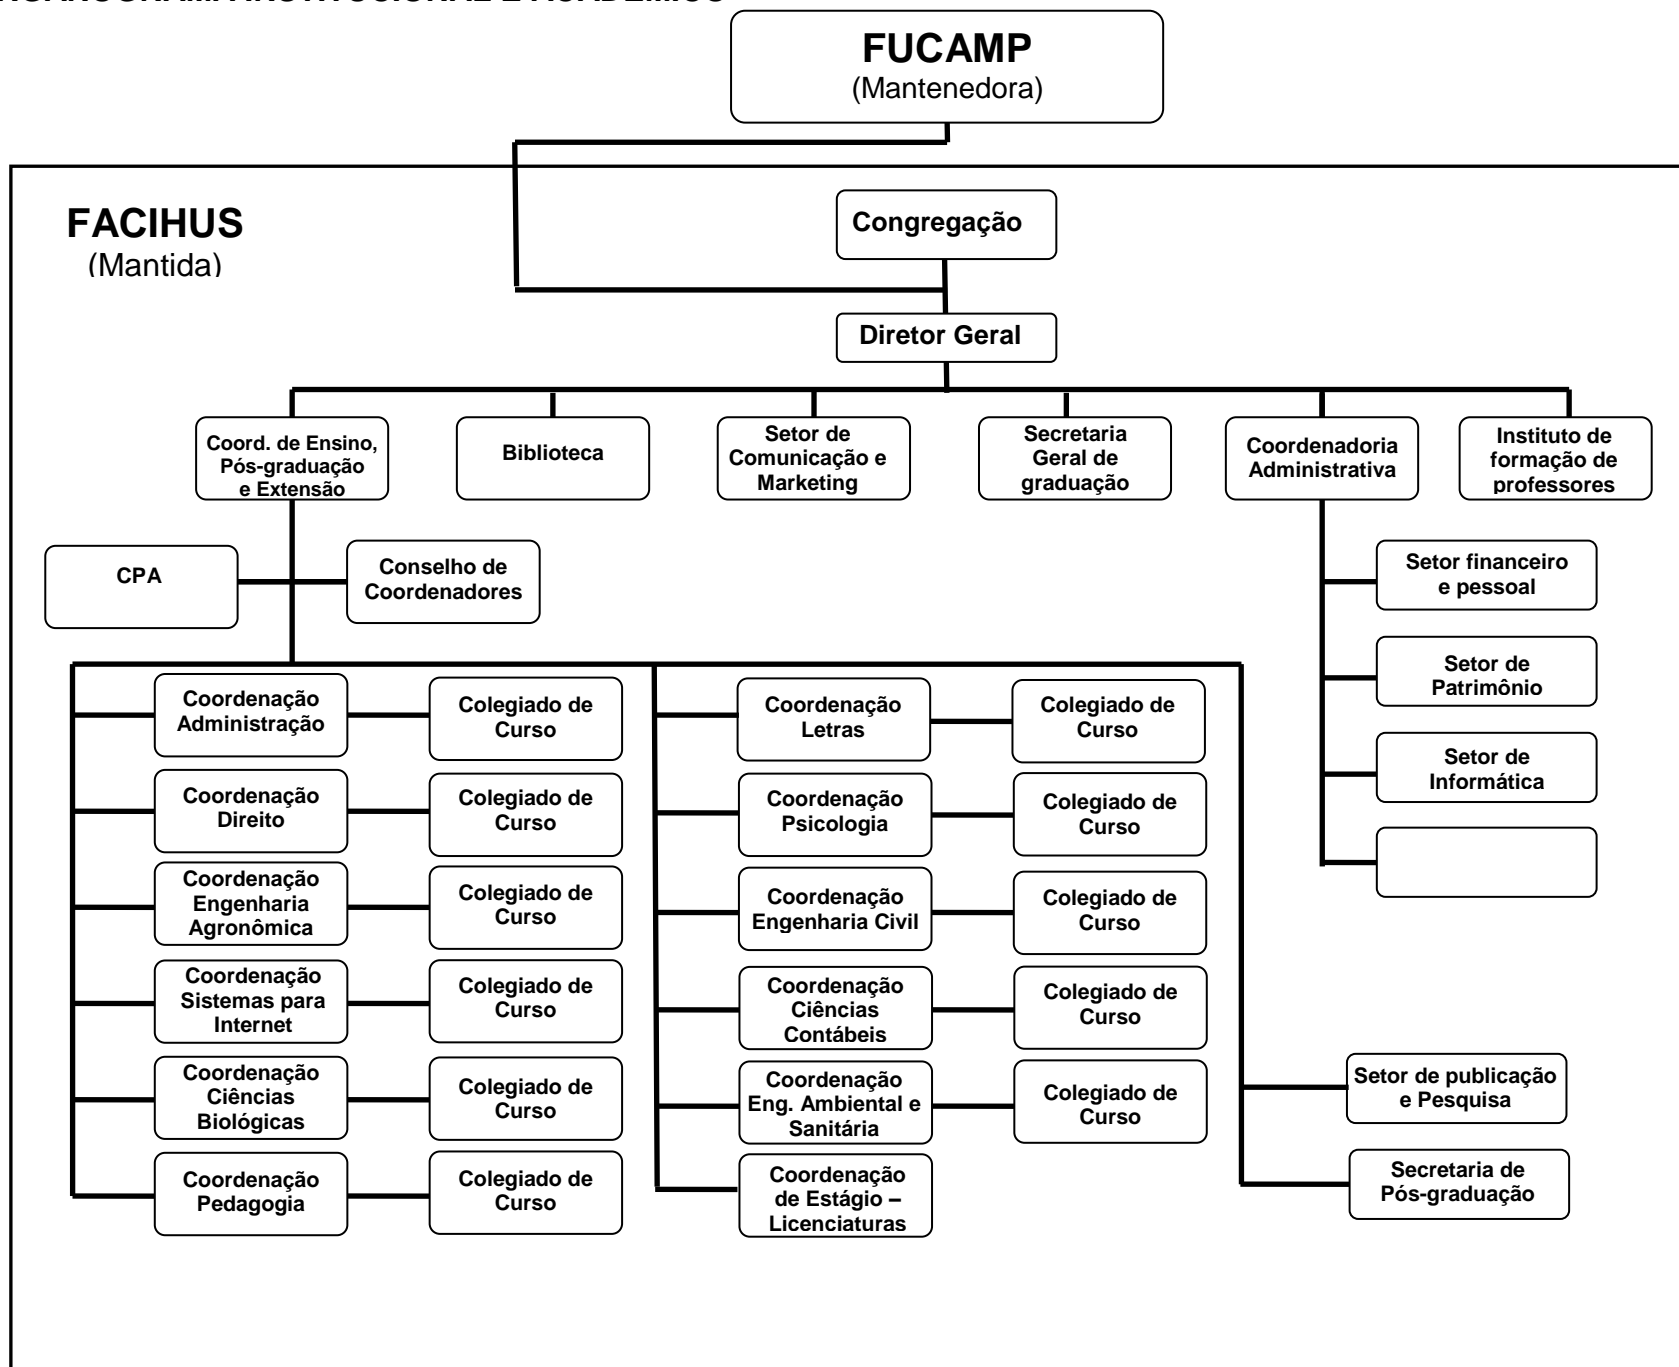 FUCAMP
(Mantenedora)
FACIHUS
(Mantida)
Congregação
Diretor Geral
Coord. de Ensino,
Pós-graduação
e Extensão
Biblioteca
Setor de
Comunicação e
Marketing
Secretaria
Geral de
graduação
Coordenadoria
Administrativa
Instituto de
formação de
professores
CPA
Conselho de
Coordenadores
Setor financeiro
e pessoal
Setor de
Patrimônio
Setor de
Informática
Coordenação
Administração
Colegiado de
Curso
Coordenação
Letras
Colegiado de
Curso
Coordenação
Direito
Colegiado de
Curso
Coordenação
Psicologia
Colegiado de
Curso
Coordenação
Engenharia
Agronômica
Colegiado de
Curso
Coordenação
Engenharia Civil
Colegiado de
Curso
Coordenação
Sistemas para
Internet
Colegiado de
Curso
Coordenação
Ciências
Contábeis
Colegiado de
Curso
Coordenação
Ciências
Biológicas
Colegiado de
Curso
Coordenação
Eng. Ambiental e
Sanitária
Colegiado de
Curso
Setor de publicação
e Pesquisa
Coordenação
Pedagogia
Colegiado de
Curso
Coordenação
de Estágio –
Licenciaturas
Secretaria de
Pós-graduação